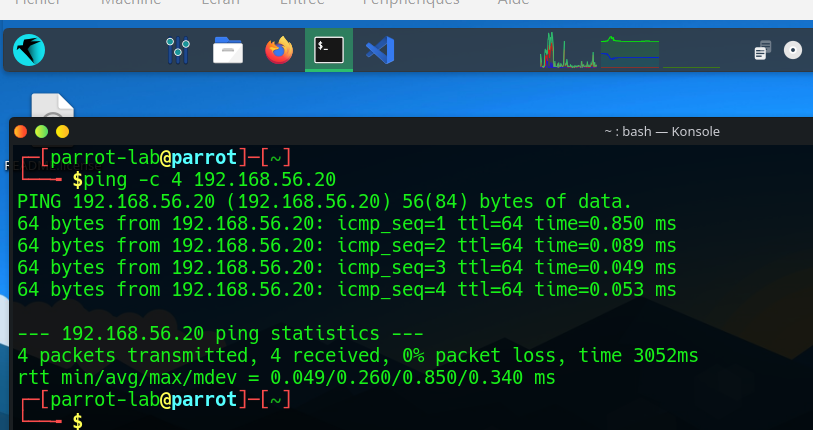 Fichier Machine Écran Entrée Périphériques Aide
~ : bash — Konsole
┌─[parrot-lab@parrot]─[~]
└──╼ $ping -c 4 192.168.56.20
PING 192.168.56.20 (192.168.56.20) 56(84) bytes of data.
64 bytes from 192.168.56.20: icmp_seq=1 ttl=64 time=0.850 ms
64 bytes from 192.168.56.20: icmp_seq=2 ttl=64 time=0.089 ms
64 bytes from 192.168.56.20: icmp_seq=3 ttl=64 time=0.049 ms
64 bytes from 192.168.56.20: icmp_seq=4 ttl=64 time=0.053 ms
--- 192.168.56.20 ping statistics ---
4 packets transmitted, 4 received, 0% packet loss, time 3052ms
rtt min/avg/max/mdev = 0.049/0.260/0.850/0.340 ms
┌─[parrot-lab@parrot]─[~]
└──╼ $